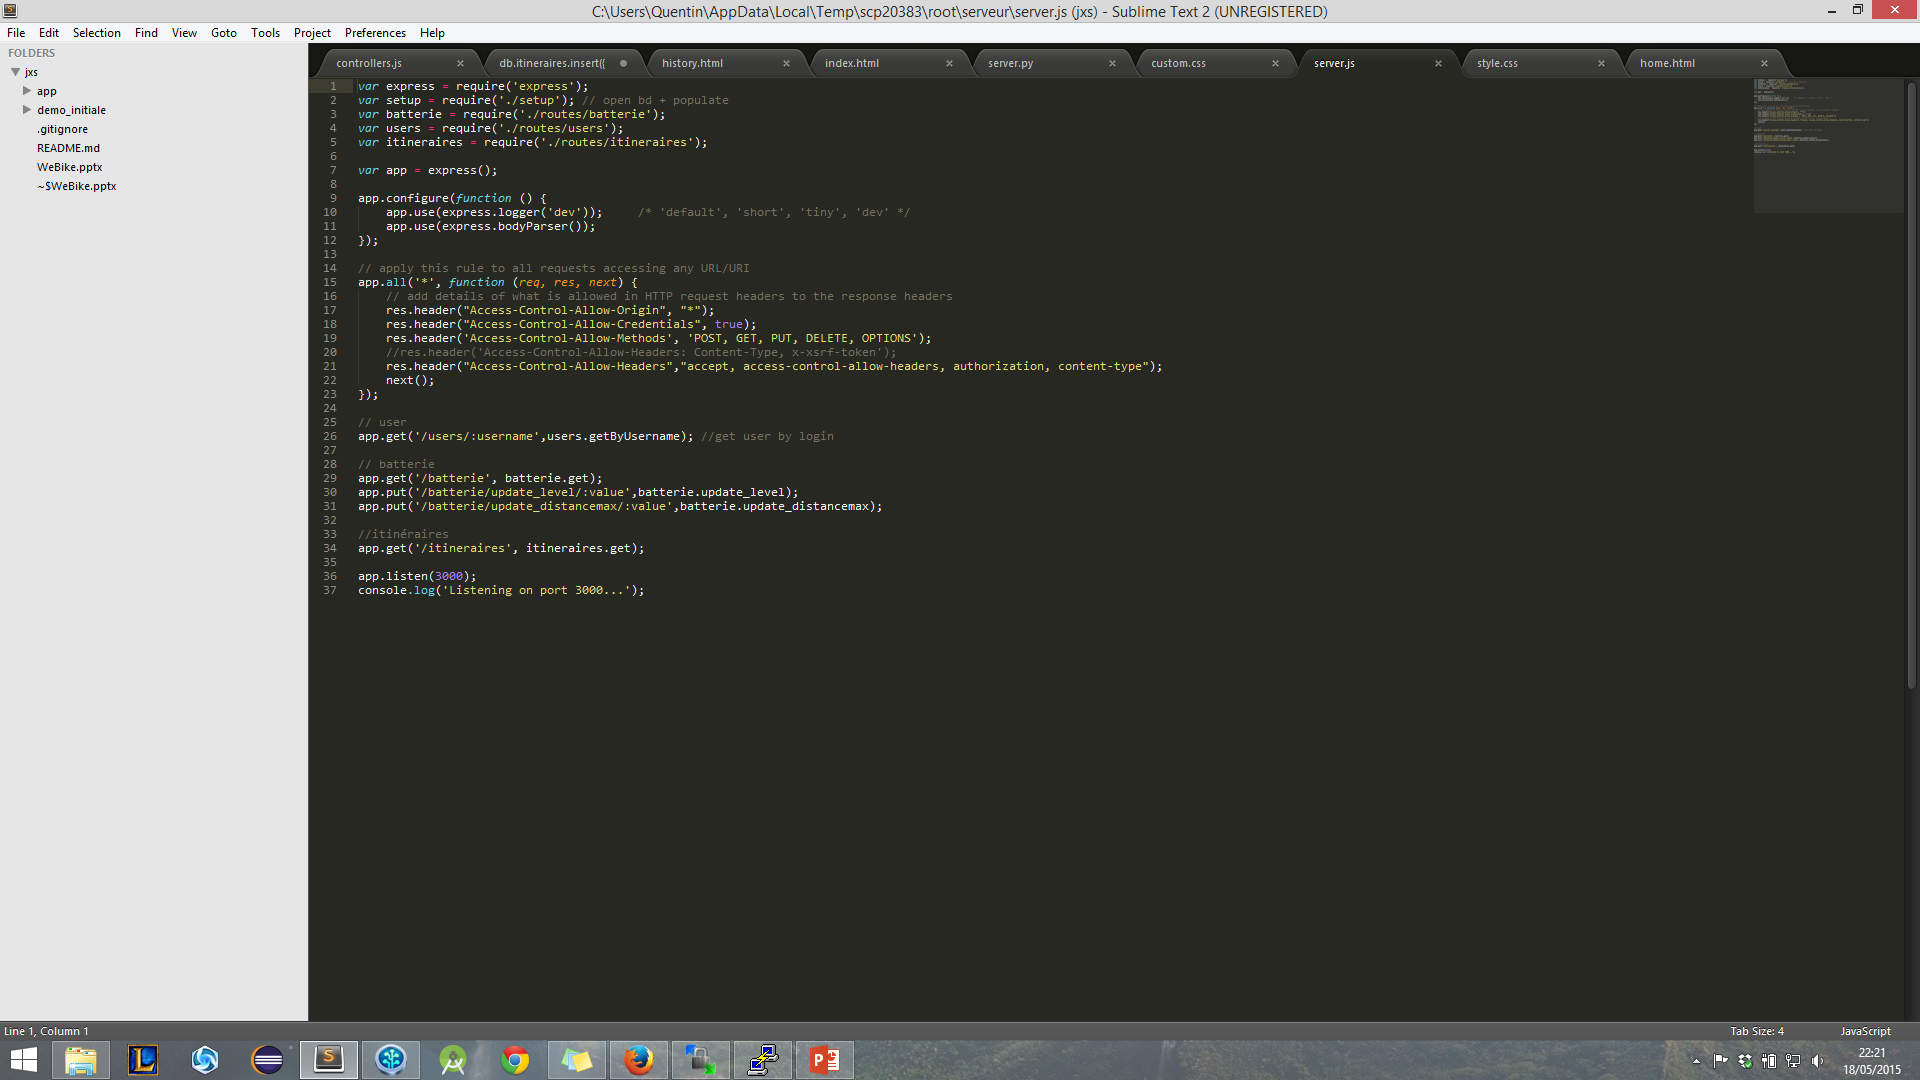 C:\Users\Quentin\AppData\Local\Temp\scp20383\root\serveur\server.js (jxs) - Sublime Text 2 (UNREGISTERED)
File Edit Selection Find View Goto Tools Project Preferences Help
FOLDERS
jxs
app
demo_initiale
.gitignore
README.md
WeBike.pptx
~$WeBike.pptx
controllers.js db.itineraires.insert({ history.html index.html server.py custom.css server.js style.css home.html
1 var express = require('express');
2 var setup = require('./setup'); // open bd + populate
3 var batterie = require('./routes/batterie');
4 var users = require('./routes/users');
5 var itineraires = require('./routes/itineraires');
6
7 var app = express();
8
9 app.configure(function () {
10     app.use(express.logger('dev'));     /* 'default', 'short', 'tiny', 'dev' */
11     app.use(express.bodyParser());
12 });
13
14 // apply this rule to all requests accessing any URL/URI
15 app.all('*', function (req, res, next) {
16     // add details of what is allowed in HTTP request headers to the response headers
17     res.header("Access-Control-Allow-Origin", "*");
18     res.header("Access-Control-Allow-Credentials", true);
19     res.header('Access-Control-Allow-Methods', 'POST, GET, PUT, DELETE, OPTIONS');
20     //res.header('Access-Control-Allow-Headers: Content-Type, x-xsrf-token');
21     res.header("Access-Control-Allow-Headers","accept, access-control-allow-headers, authorization, content-type");
22     next();
23 });
24
25 // user
26 app.get('/users/:username',users.getByUsername); //get user by login
27
28 // batterie
29 app.get('/batterie', batterie.get);
30 app.put('/batterie/update_level/:value',batterie.update_level);
31 app.put('/batterie/update_distancemax/:value',batterie.update_distancemax);
32
33 //itinéraires
34 app.get('/itineraires', itineraires.get);
35
36 app.listen(3000);
37 console.log('Listening on port 3000...');
Line 1, Column 1
Tab Size: 4
JavaScript
22:21
18/05/2015